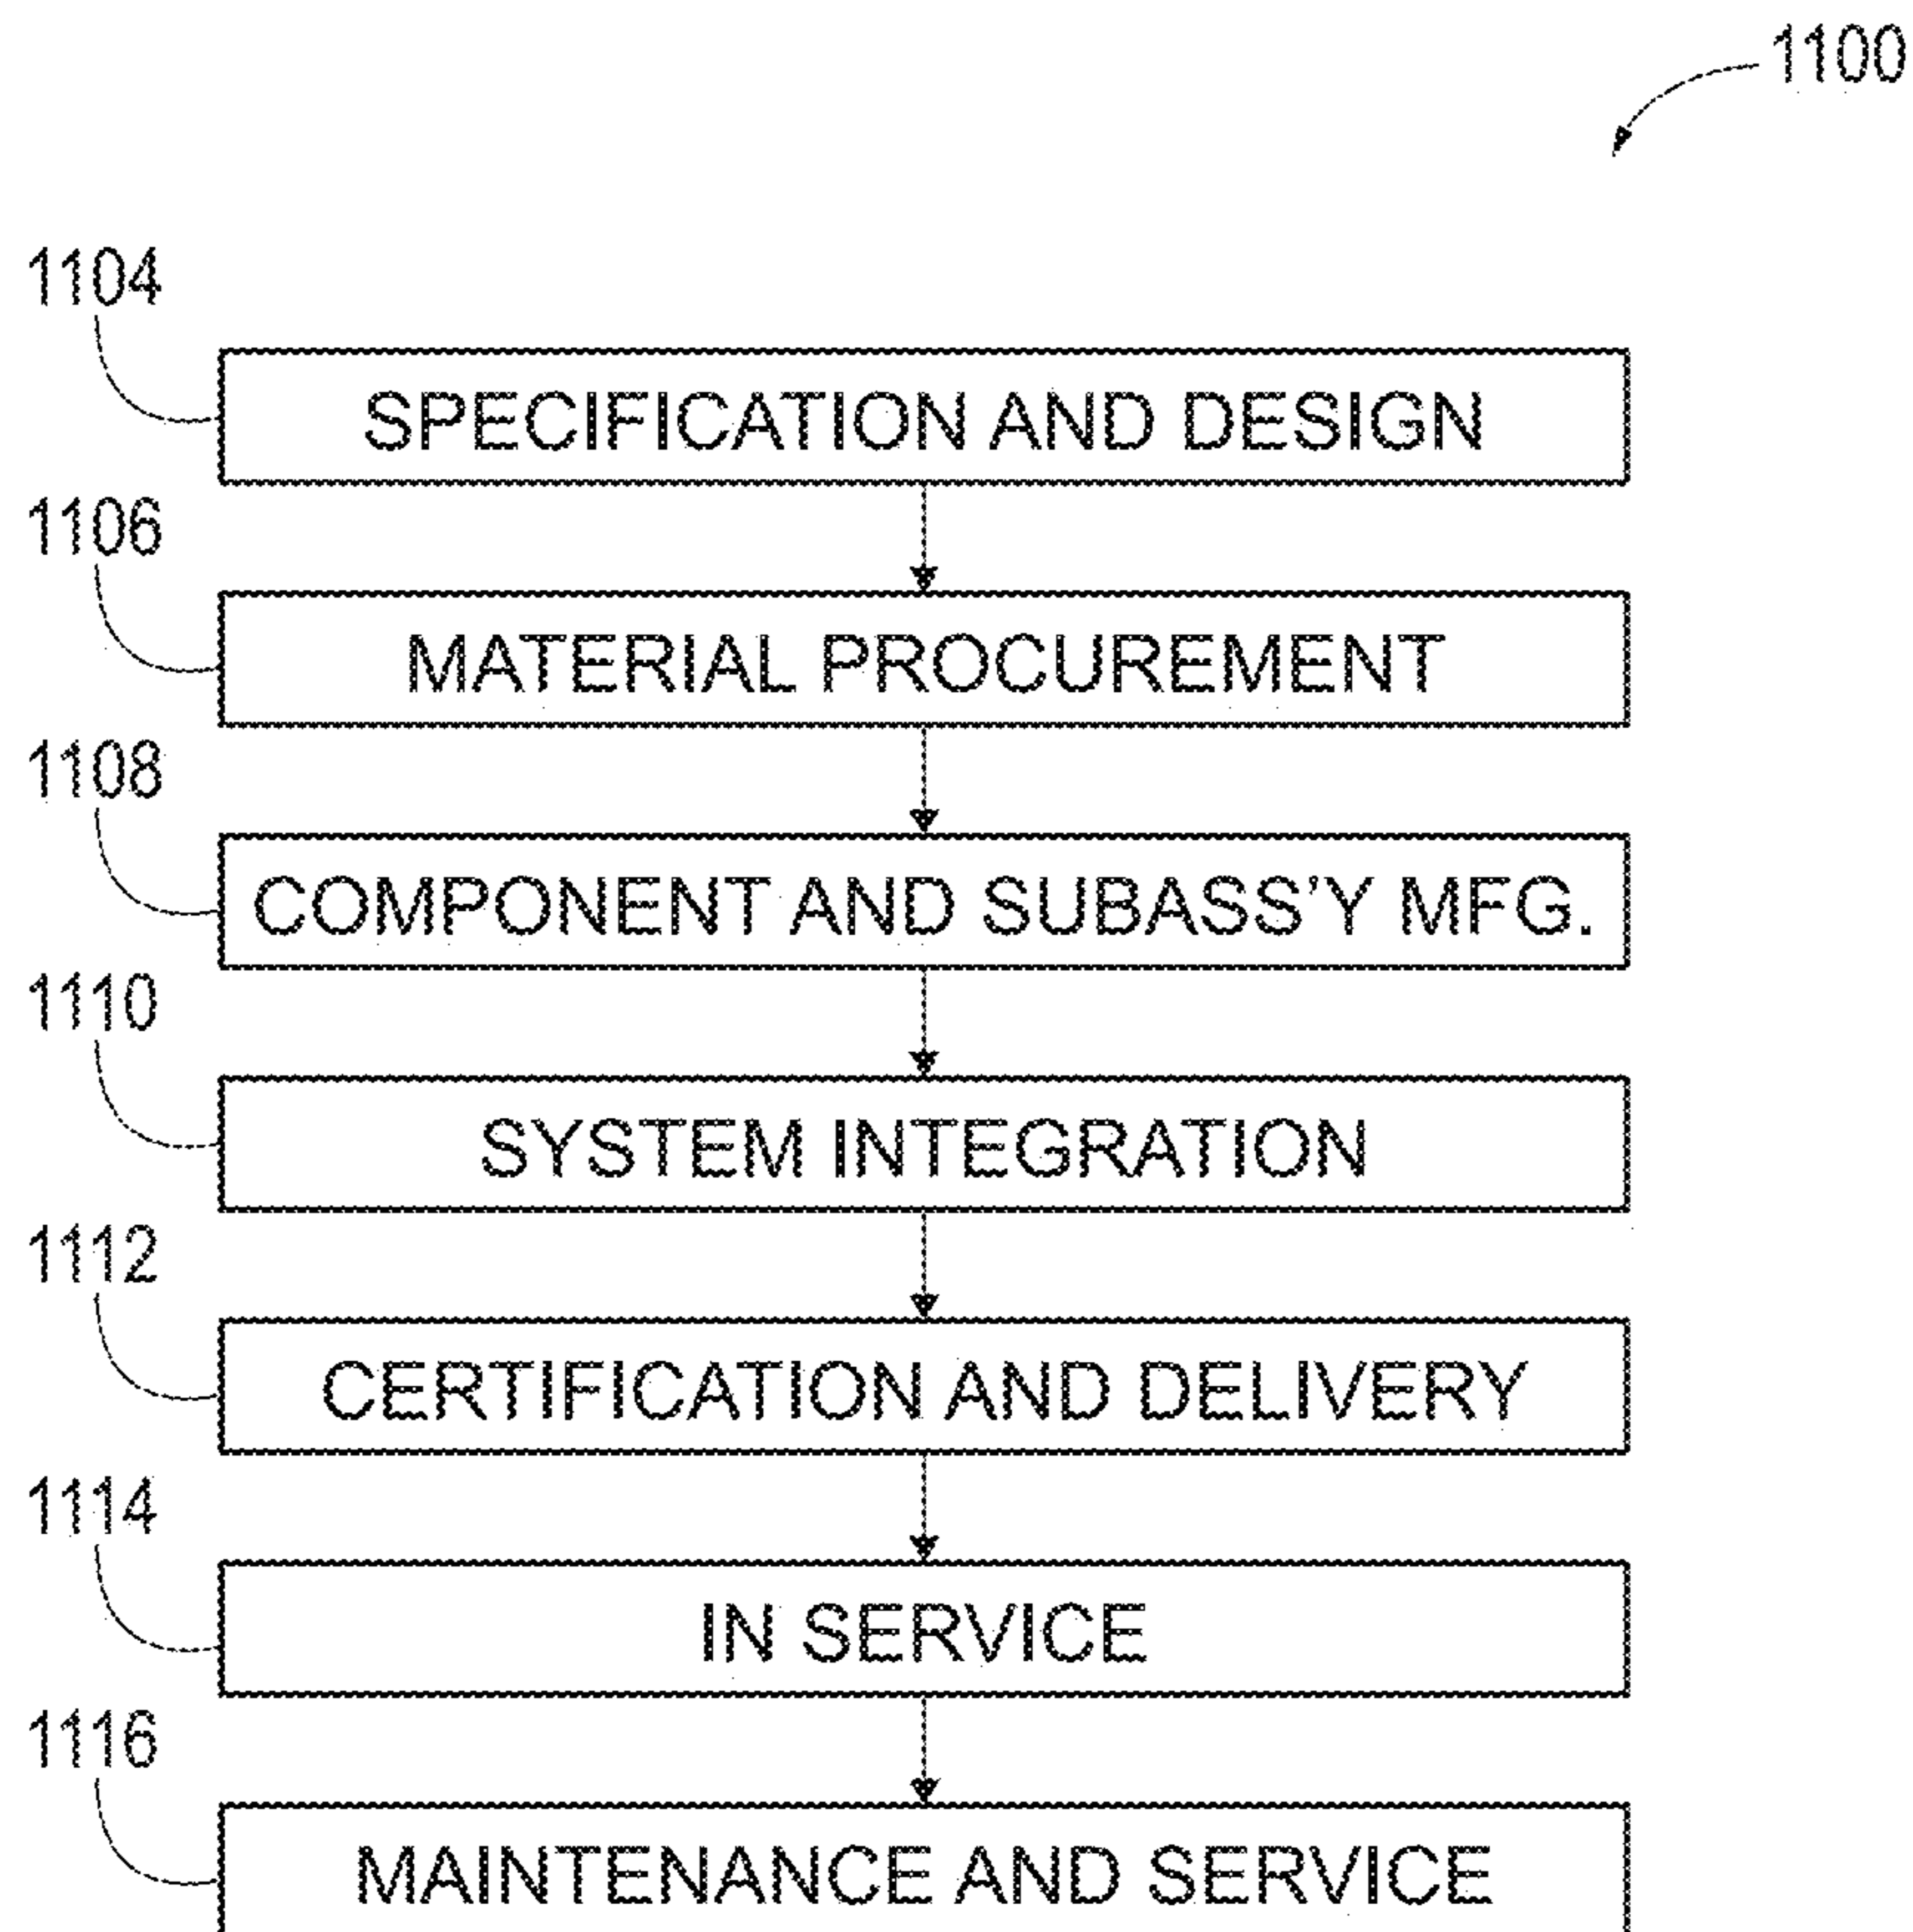 1100
1104
SPECIFICATION AND DESIGN
1106
MATERIAL PROCUREMENT
1108
COMPONENT AND SUBASS'Y MFG.
1110
SYSTEM INTEGRATION
1112
CERTIFICATION AND DELIVERY
1114
IN SERVICE
1116
MAINTENANCE AND SERVICE